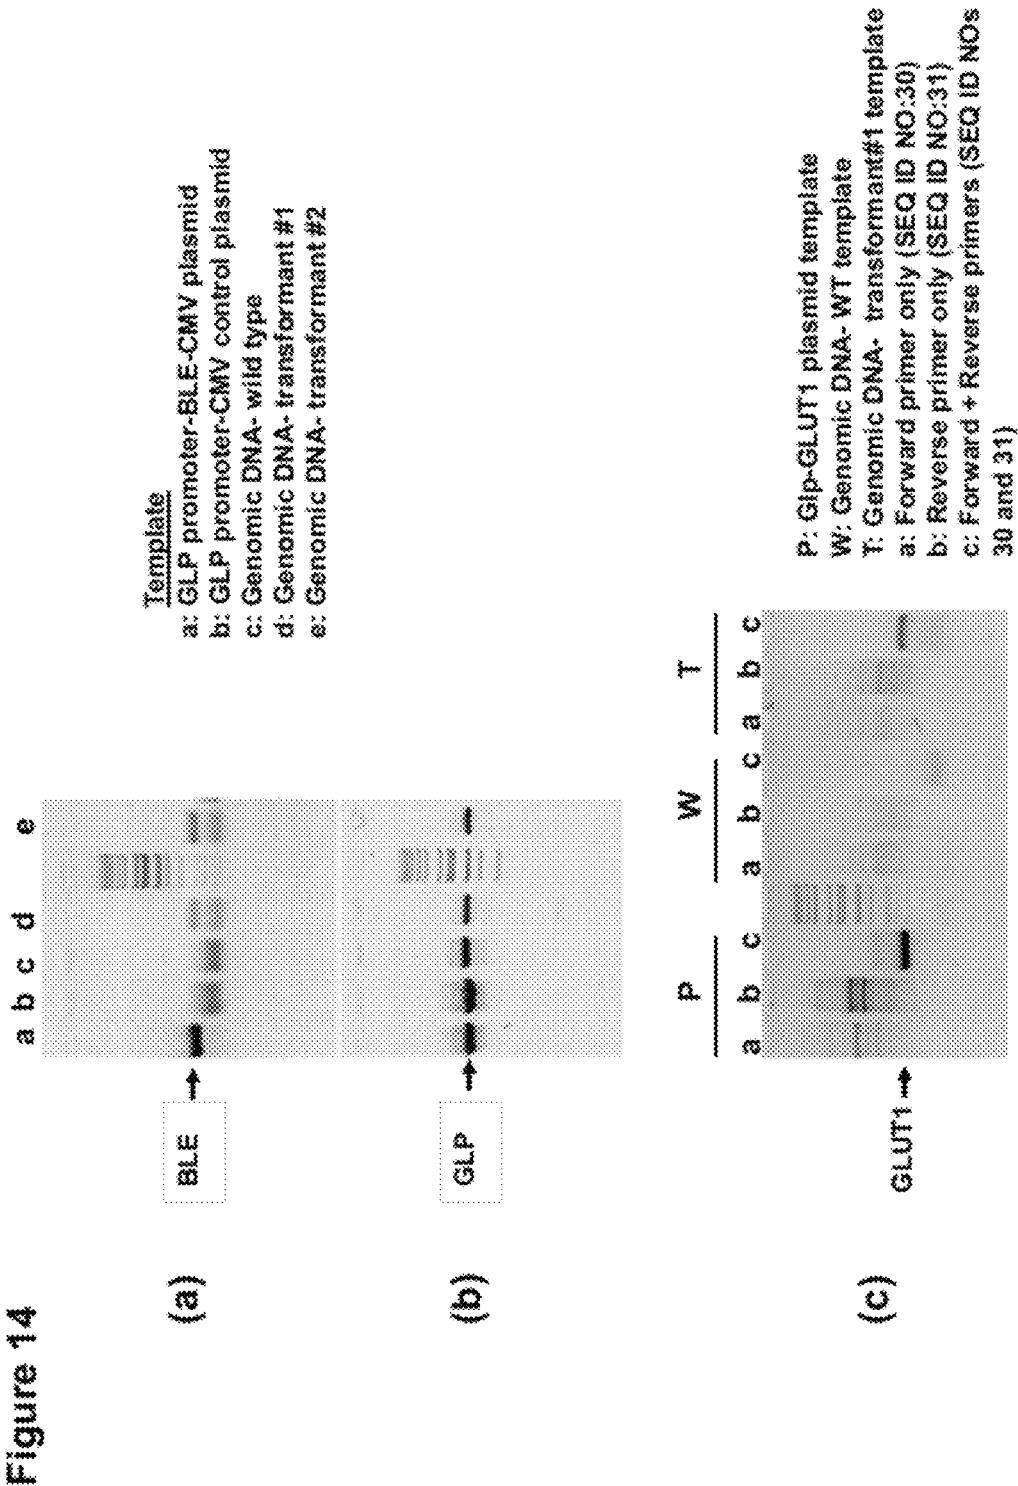 Figure 14
(a)
BLE
a b c d e
Template
a: GLP promoter-BLE-CMV plasmid
b: GLP promoter-CMV control plasmid
c: Genomic DNA- wild type
d: Genomic DNA- transformant #1
e: Genomic DNA- transformant #2
(b)
GLP
(c)
GLUT1
P W T
a b c a b c a b c
P: Glp-GLUT1 plasmid template
W: Genomic DNA- WT template
T: Genomic DNA- transformant#1 template
a: Forward primer only (SEQ ID NO:30)
b: Reverse primer only (SEQ ID NO:31)
c: Forward + Reverse primers (SEQ ID NOs
30 and 31)